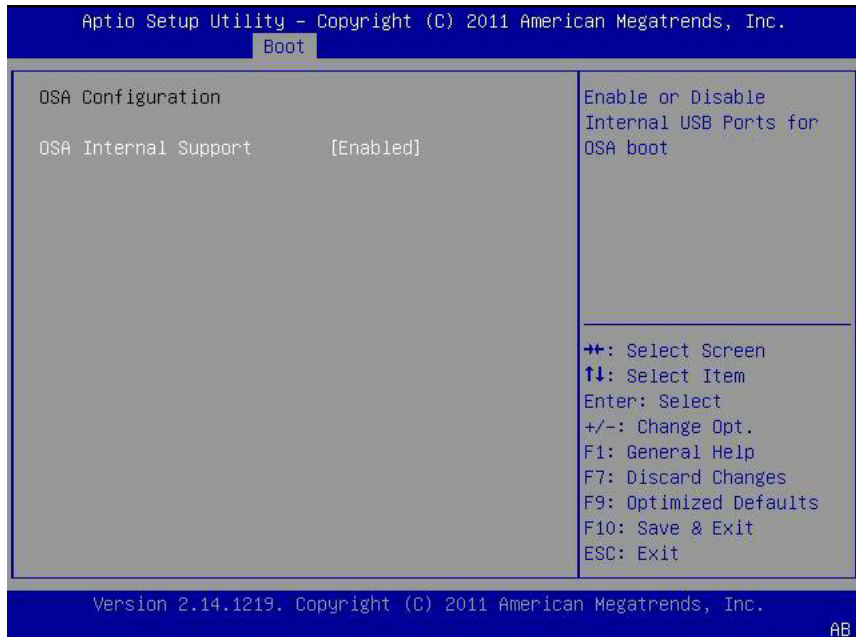 Aptio Setup Utility – Copyright (C) 2011 American Megatrends, Inc.
Boot
OSA Configuration
OSA Internal Support [Enabled]
Enable or Disable
Internal USB Ports for
OSA boot
→←: Select Screen
↑↓: Select Item
Enter: Select
+/-: Change Opt.
F1: General Help
F7: Discard Changes
F9: Optimized Defaults
F10: Save & Exit
ESC: Exit
Version 2.14.1219. Copyright (C) 2011 American Megatrends, Inc.
AB